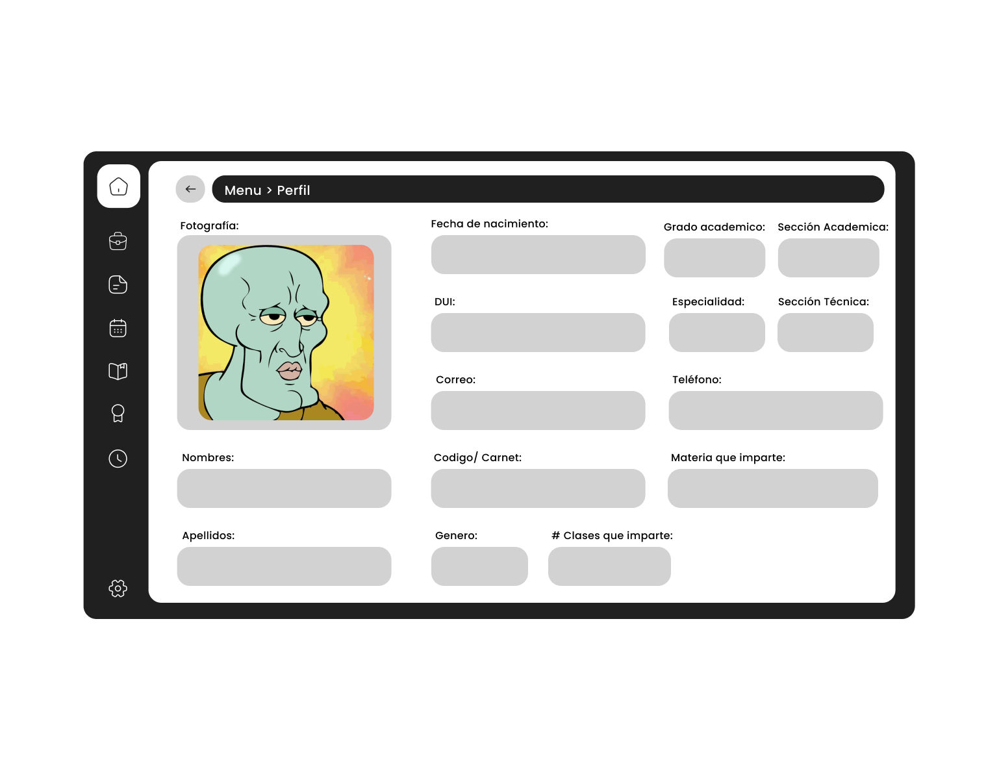 Menu > Perfil
Fotografía:
Fecha de nacimiento:
Grado academico:
Sección Academica:
DUI:
Especialidad:
Sección Técnica:
Correo:
Teléfono:
Nombres:
Codigo/ Carnet:
Materia que imparte:
Apellidos:
Genero:
# Clases que imparte: